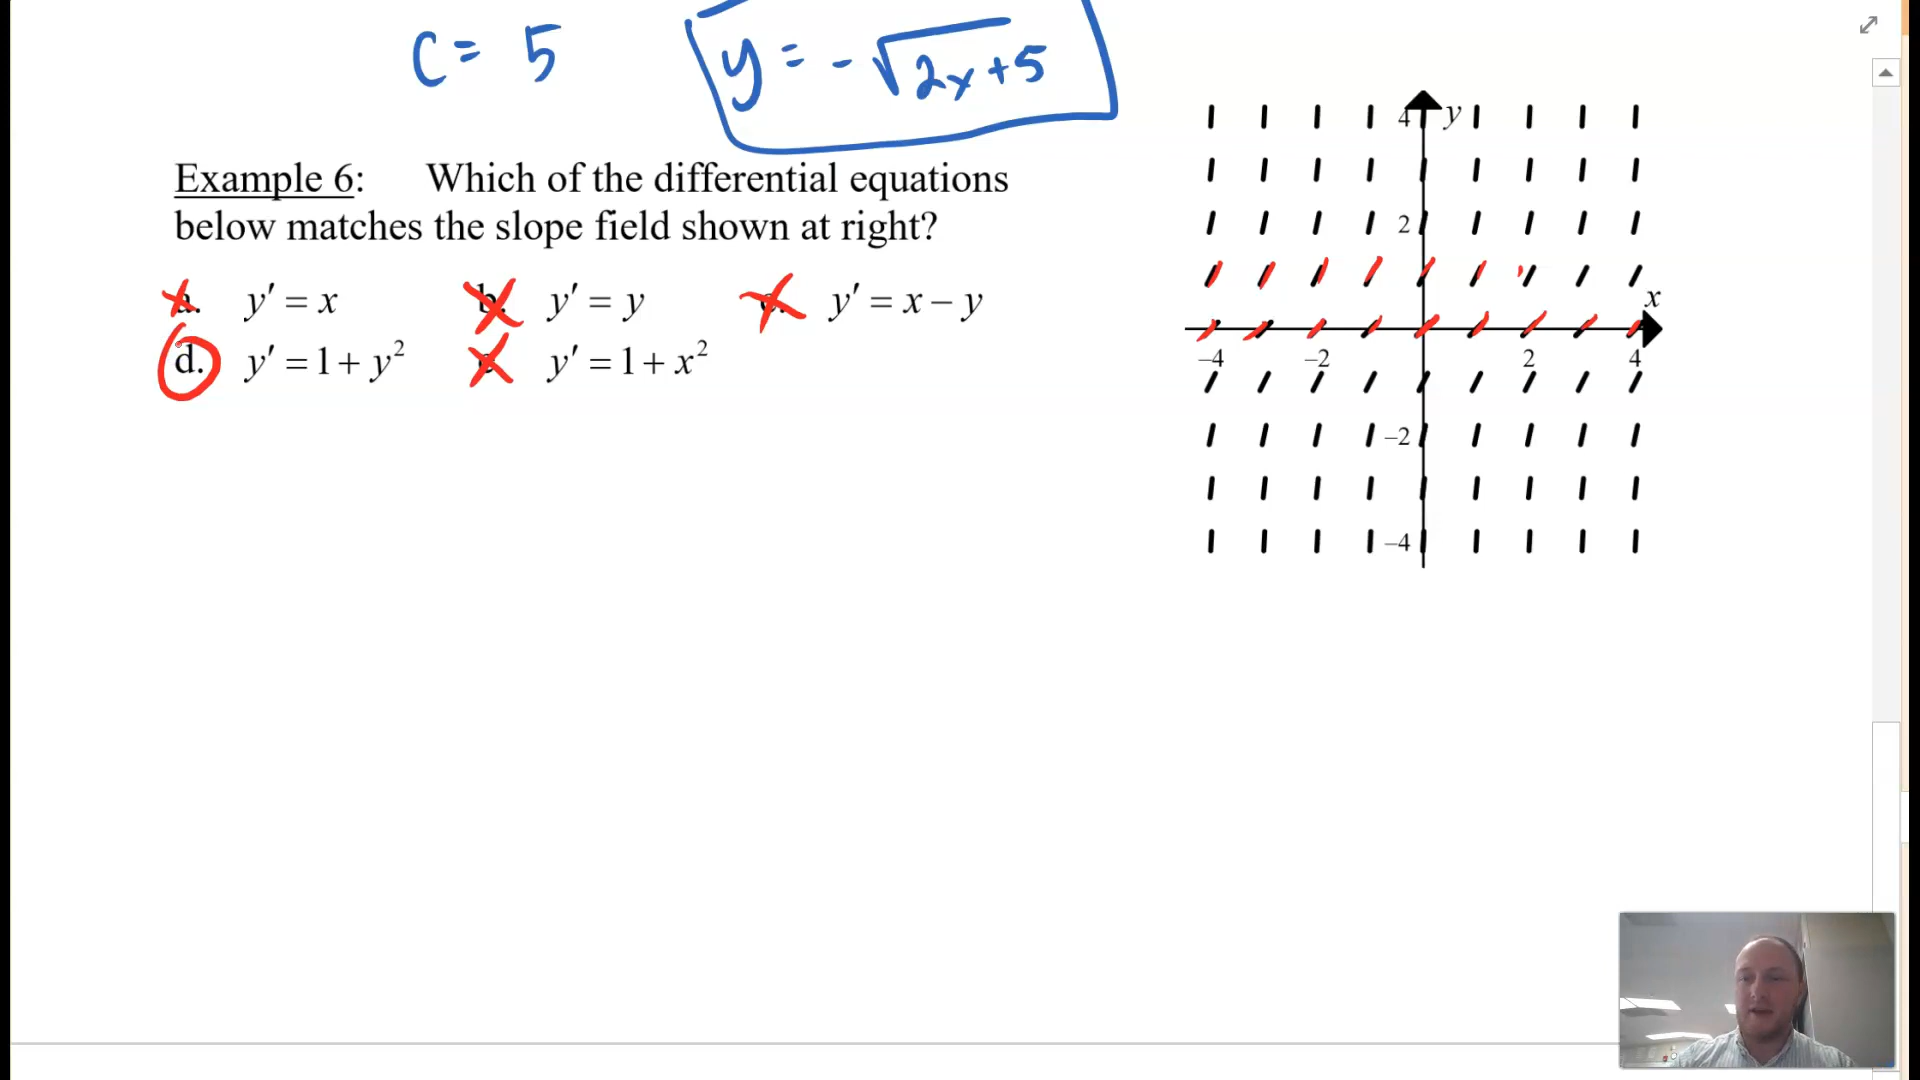 C = 5 y = -√2x+5
Example 6: Which of the differential equations
below matches the slope field shown at right?
a. y′ = x b. y′ = y c. y′ = x − y
d. y′ = 1 + y² e. y′ = 1 + x²
4 y
2
x
−4 −2 2 4
−2
−4